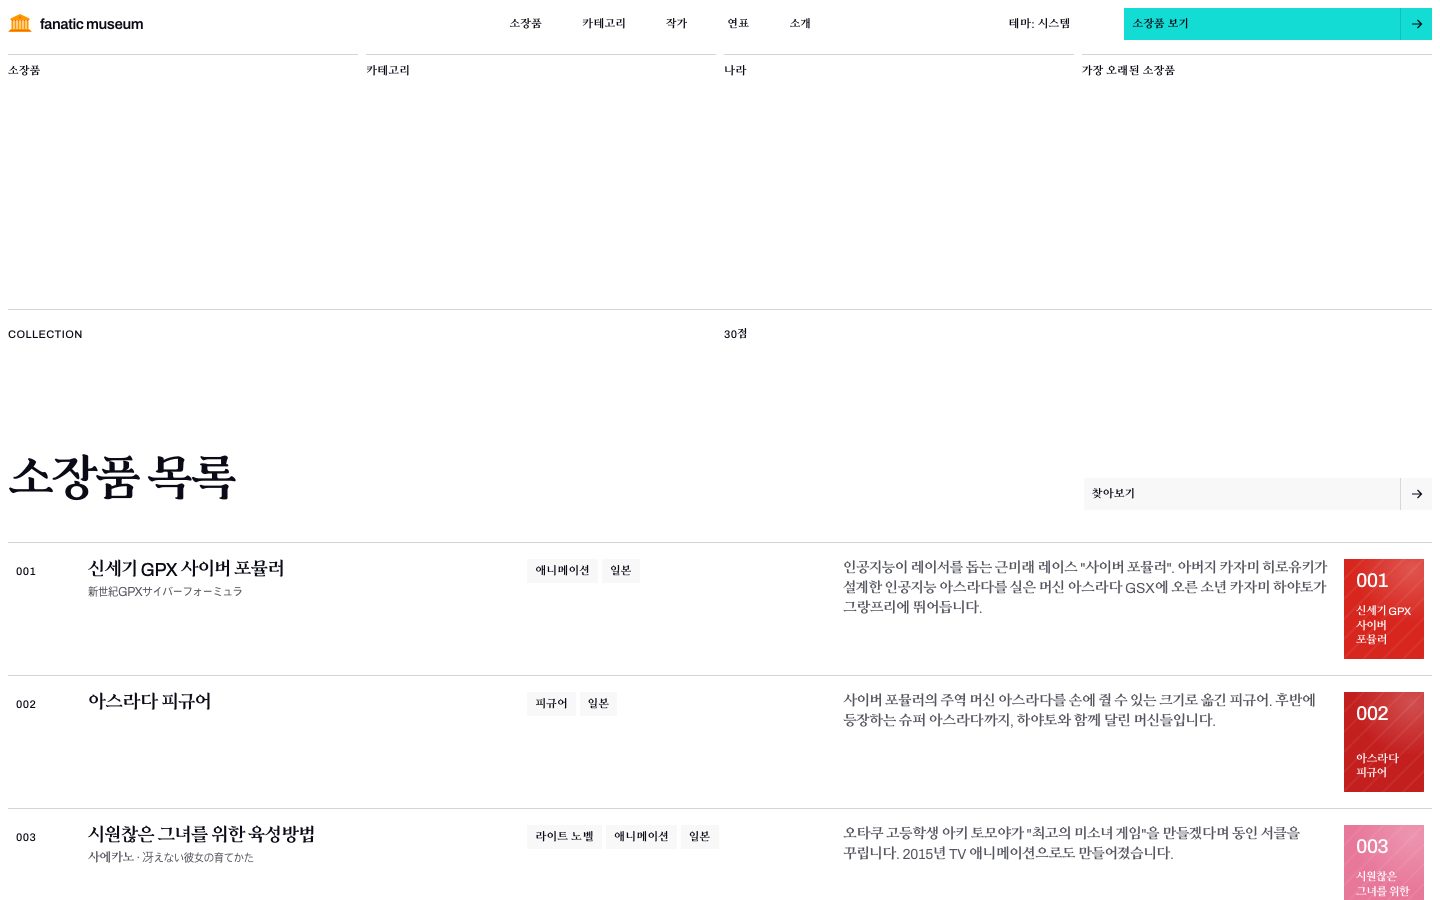 fanatic museum
소장품
카테고리
작가
연표
소개
테마: 시스템
소장품 보기
소장품
카테고리
나라
가장 오래된 소장품
COLLECTION
30점
소장품 목록
찾아보기
001
신세기 GPX 사이버 포뮬러
新世紀GPXサイバーフォーミュラ
애니메이션
일본
인공지능이 레이서를 돕는 근미래 레이스 "사이버 포뮬러". 아버지 카자미 히로유키가
설계한 인공지능 아스라다를 실은 머신 아스라다 GSX에 오른 소년 카자미 하야토가
그랑프리에 뛰어듭니다.
001
신세기 GPX
사이버
포뮬러
002
아스라다 피규어
피규어
일본
사이버 포뮬러의 주역 머신 아스라다를 손에 쥘 수 있는 크기로 옮긴 피규어. 후반에
등장하는 슈퍼 아스라다까지, 하야토와 함께 달린 머신들입니다.
002
아스라다
피규어
003
시원찮은 그녀를 위한 육성방법
사에카노 · 冴えない彼女の育てかた
라이트 노벨
애니메이션
일본
오타쿠 고등학생 아키 토모야가 "최고의 미소녀 게임"을 만들겠다며 동인 서클을
꾸립니다. 2015년 TV 애니메이션으로도 만들어졌습니다.
003
시원찮은
그녀를 위한